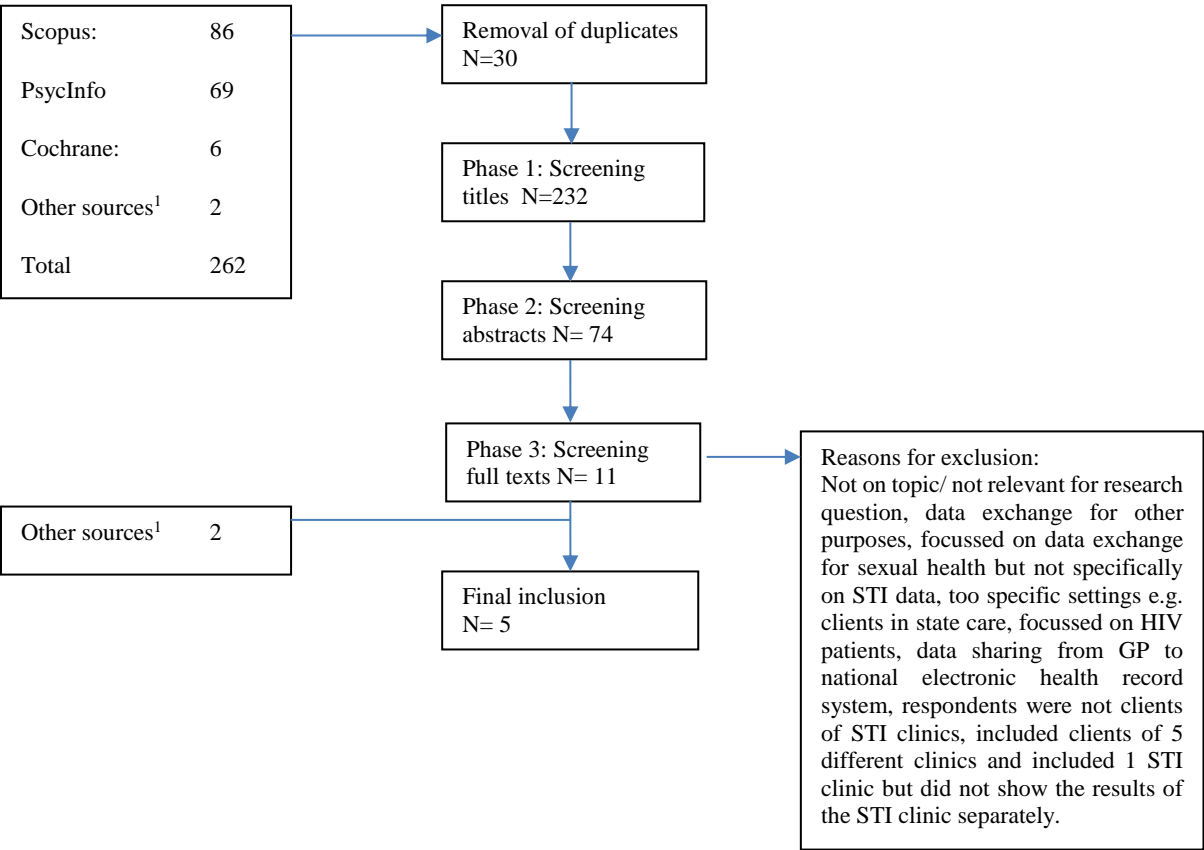 Scopus: 86
PsycInfo 69
Cochrane: 6
Other sources¹ 2
Total 262
Removal of duplicates
N=30
Phase 1: Screening
titles N=232
Phase 2: Screening
abstracts N= 74
Phase 3: Screening
full texts N= 11
Reasons for exclusion:
Not on topic/ not relevant for research
question, data exchange for other
purposes, focussed on data exchange
for sexual health but not specifically
on STI data, too specific settings e.g.
clients in state care, focussed on HIV
patients, data sharing from GP to
national electronic health record
system, respondents were not clients
of STI clinics, included clients of 5
different clinics and included 1 STI
clinic but did not show the results of
the STI clinic separately.
Other sources¹ 2
Final inclusion
N= 5